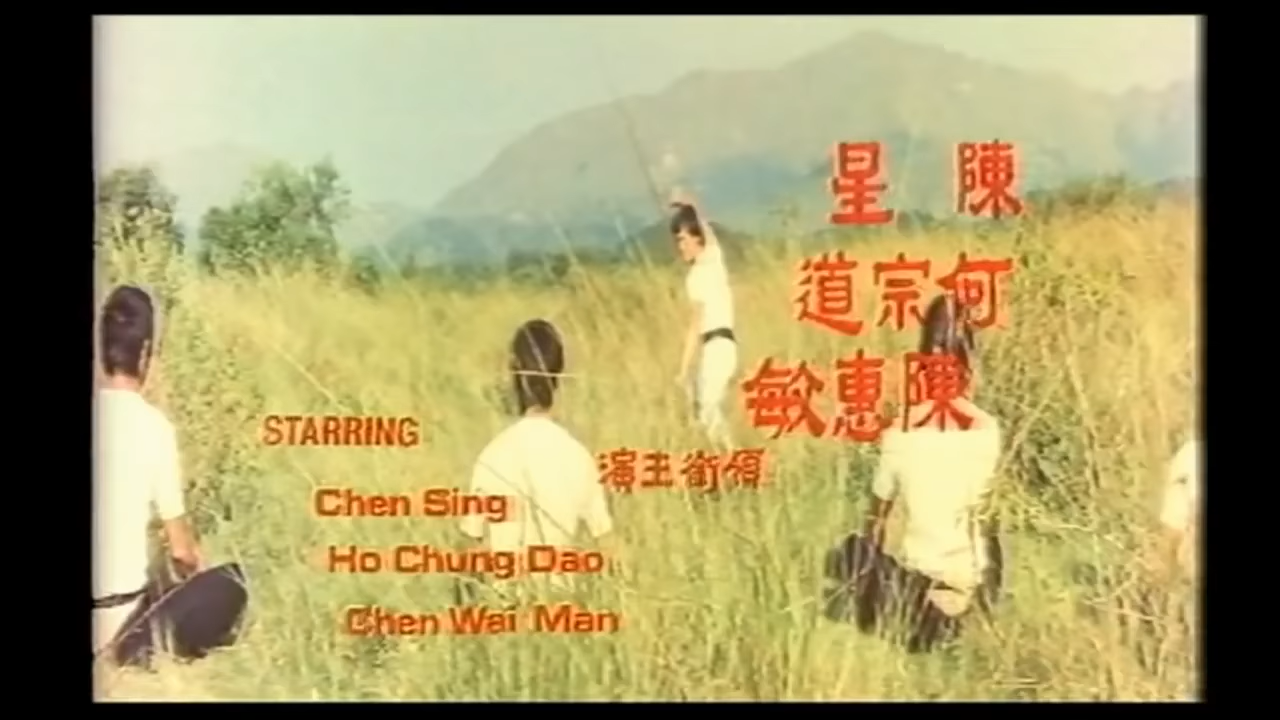 陳星
何宗道
陳惠敏
領銜主演
STARRING
Chen Sing
Ho Chung Dao
Chen Wai Man